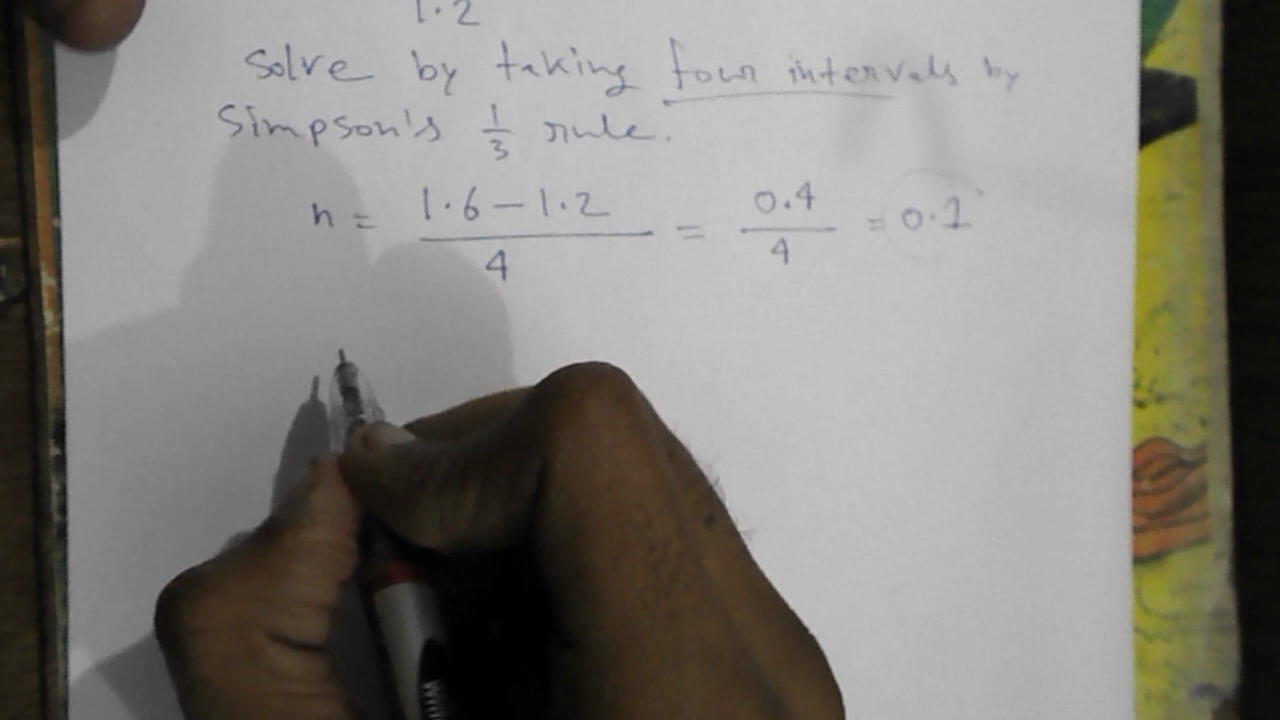 1.2
Solve by taking four intervals by
Simpson's 1/3 rule.
h = 1.6-1.2/4 = 0.4/4 = 0.1